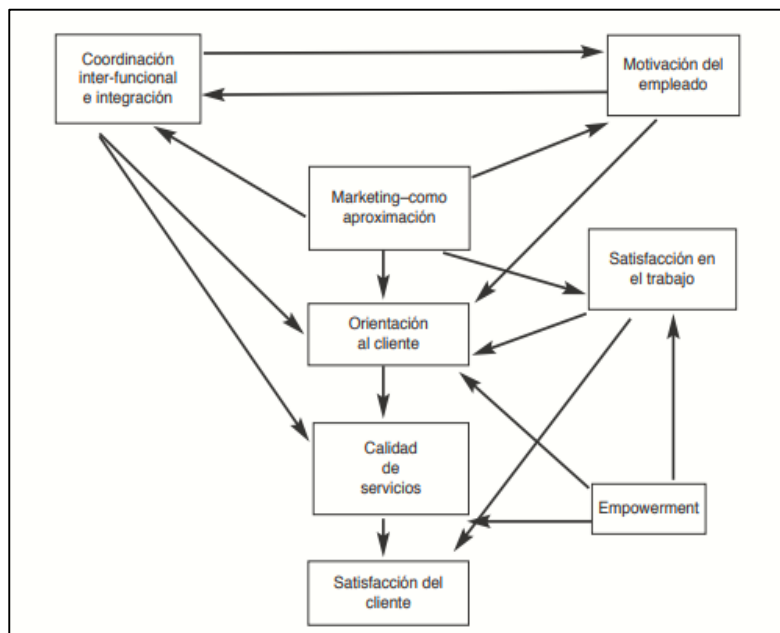 Coordinación
inter-funcional
e integración
Motivación del
empleado
Marketing–como
aproximación
Satisfacción en
el trabajo
Orientación
al cliente
Calidad
de
servicios
Empowerment
Satisfacción del
cliente